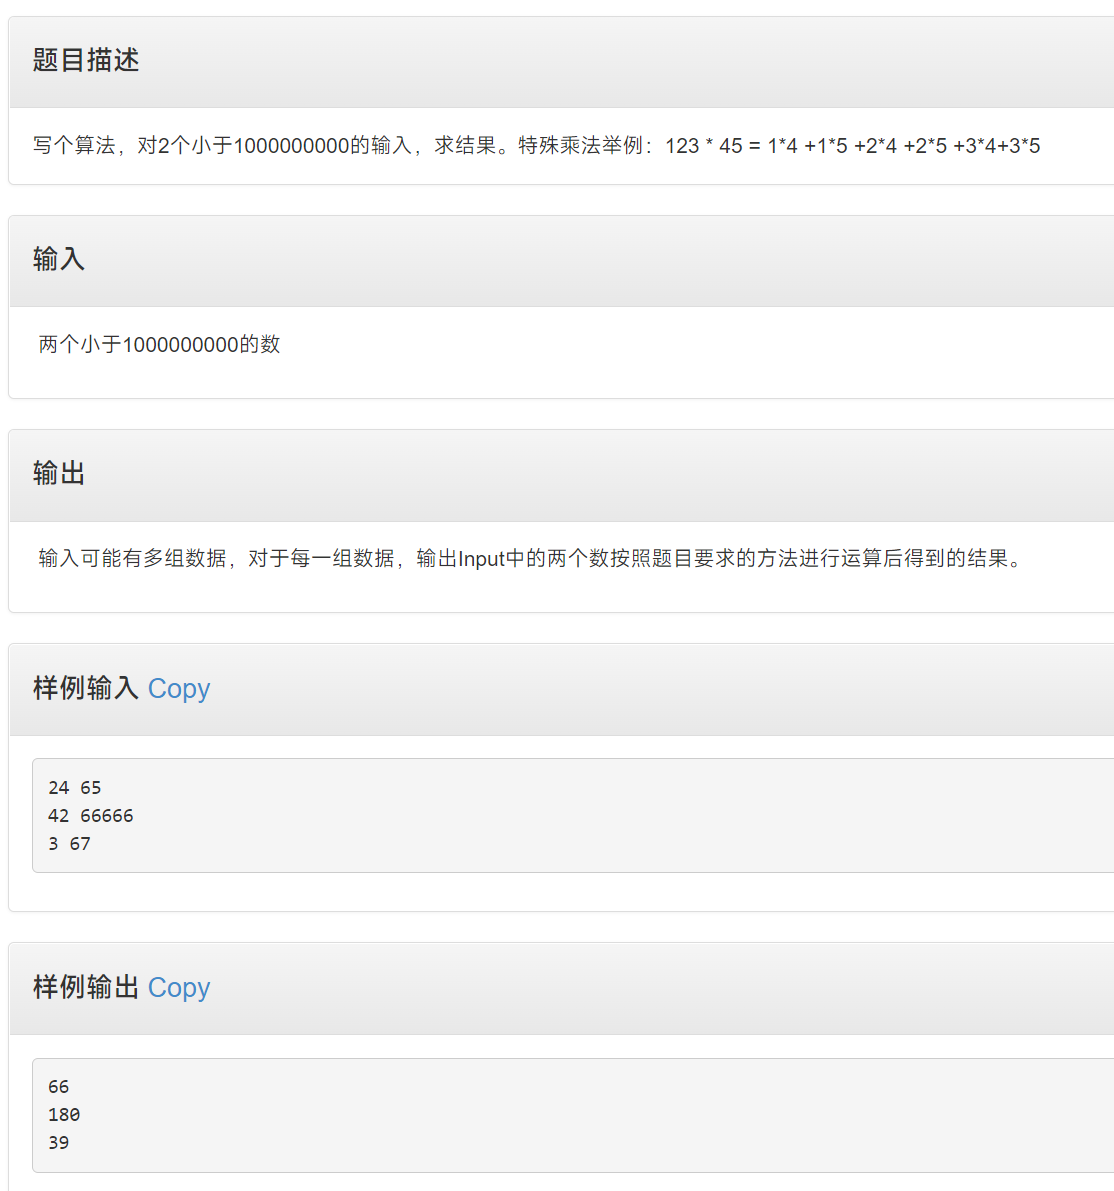 题目描述
写个算法，对2个小于1000000000的输入，求结果。特殊乘法举例：123 * 45 = 1*4 +1*5 +2*4 +2*5 +3*4+3*5
输入
两个小于1000000000的数
输出
输入可能有多组数据，对于每一组数据，输出Input中的两个数按照题目要求的方法进行运算后得到的结果。
样例输入 Copy
24 65
42 66666
3 67
样例输出 Copy
66
180
39